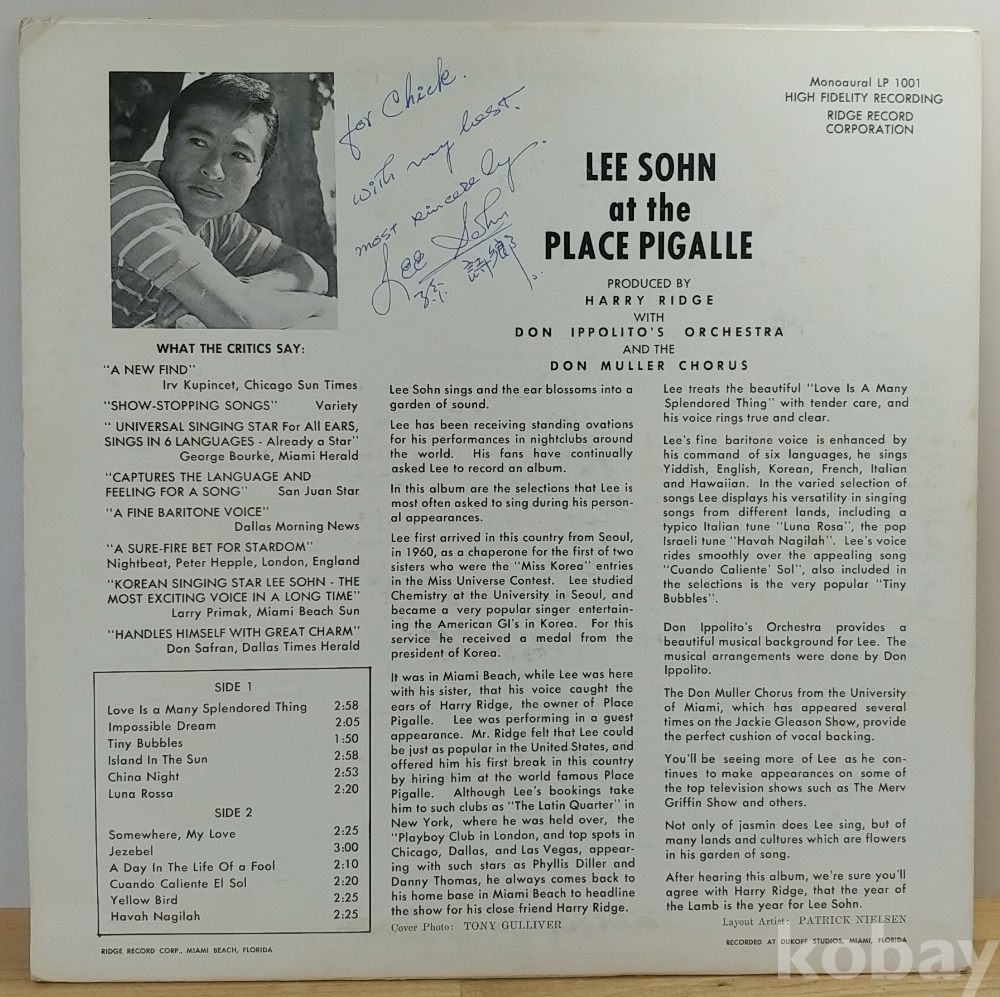 for Chick.
with my best.
most sincerely.
Lee Sohn
孫
Monoaural LP 1001
HIGH FIDELITY RECORDING
RIDGE RECORD
CORPORATION
LEE SOHN
at the
PLACE PIGALLE
PRODUCED BY
HARRY RIDGE
WITH
DON IPPOLITO'S ORCHESTRA
AND THE
DON MULLER CHORUS
WHAT THE CRITICS SAY:
"A NEW FIND"
Irv Kupincet, Chicago Sun Times
"SHOW-STOPPING SONGS" Variety
" UNIVERSAL SINGING STAR For All EARS,
SINGS IN 6 LANGUAGES - Already a Star"
George Bourke, Miami Herald
"CAPTURES THE LANGUAGE AND
FEELING FOR A SONG" San Juan Star
"A FINE BARITONE VOICE"
Dallas Morning News
"A SURE-FIRE BET FOR STARDOM"
Nightbeat, Peter Hepple, London, England
"KOREAN SINGING STAR LEE SOHN - THE
MOST EXCITING VOICE IN A LONG TIME"
Larry Primak, Miami Beach Sun
"HANDLES HIMSELF WITH GREAT CHARM"
Don Safran, Dallas Times Herald
SIDE 1
Love Is a Many Splendored Thing 2:58
Impossible Dream 2:05
Tiny Bubbles 1:50
Island In The Sun 2:58
China Night 2:53
Luna Rossa 2:20
SIDE 2
Somewhere, My Love 2:25
Jezebel 3:00
A Day In The Life Of a Fool 2:10
Cuando Caliente El Sol 2:20
Yellow Bird 2:25
Havah Nagilah 2:25
RIDGE RECORD CORP., MIAMI BEACH, FLORIDA
Lee Sohn sings and the ear blossoms into a
garden of sound.
Lee has been receiving standing ovations
for his performances in nightclubs around
the world. His fans have continually
asked Lee to record an album.
In this album are the selections that Lee is
most often asked to sing during his person-
al appearances.
Lee first arrived in this country from Seoul,
in 1960, as a chaperone for the first of two
sisters who were the "Miss Korea" entries
in the Miss Universe Contest. Lee studied
Chemistry at the University in Seoul, and
became a very popular singer entertain-
ing the American GI's in Korea. For this
service he received a medal from the
president of Korea.
It was in Miami Beach, while Lee was here
with his sister, that his voice caught the
ears of Harry Ridge, the owner of Place
Pigalle. Lee was performing in a guest
appearance. Mr. Ridge felt that Lee could
be just as popular in the United States, and
offered him his first break in this country
by hiring him at the world famous Place
Pigalle. Although Lee's bookings take
him to such clubs as "The Latin Quarter" in
New York, where he was held over, the
"Playboy Club in London, and top spots in
Chicago, Dallas, and Las Vegas, appear-
ing with such stars as Phyllis Diller and
Danny Thomas, he always comes back to
his home base in Miami Beach to headline
the show for his close friend Harry Ridge.
Cover Photo: TONY GULLIVER
Lee treats the beautiful "Love Is A Many
Splendored Thing" with tender care, and
his voice rings true and clear.
Lee's fine baritone voice is enhanced by
his command of six languages, he sings
Yiddish, English, Korean, French, Italian
and Hawaiian. In the varied selection of
songs Lee displays his versatility in singing
songs from different lands, including a
typico Italian tune "Luna Rosa", the pop
Israeli tune "Havah Nagilah". Lee's voice
rides smoothly over the appealing song
"Cuando Caliente' Sol", also included in
the selections is the very popular "Tiny
Bubbles".
Don Ippolito's Orchestra provides a
beautiful musical background for Lee. The
musical arrangements were done by Don
Ippolito.
The Don Muller Chorus from the University
of Miami, which has appeared several
times on the Jackie Gleason Show, provide
the perfect cushion of vocal backing.
You'll be seeing more of Lee as he con-
tinues to make appearances on some of
the top television shows such as The Merv
Griffin Show and others.
Not only of jasmin does Lee sing, but of
many lands and cultures which are flowers
in his garden of song.
After hearing this album, we're sure you'll
agree with Harry Ridge, that the year of
the Lamb is the year for Lee Sohn.
Layout Artist: PATRICK NIELSEN
RECORDED AT DUKOFF STUDIOS, MIAMI, FLORIDA
kobay